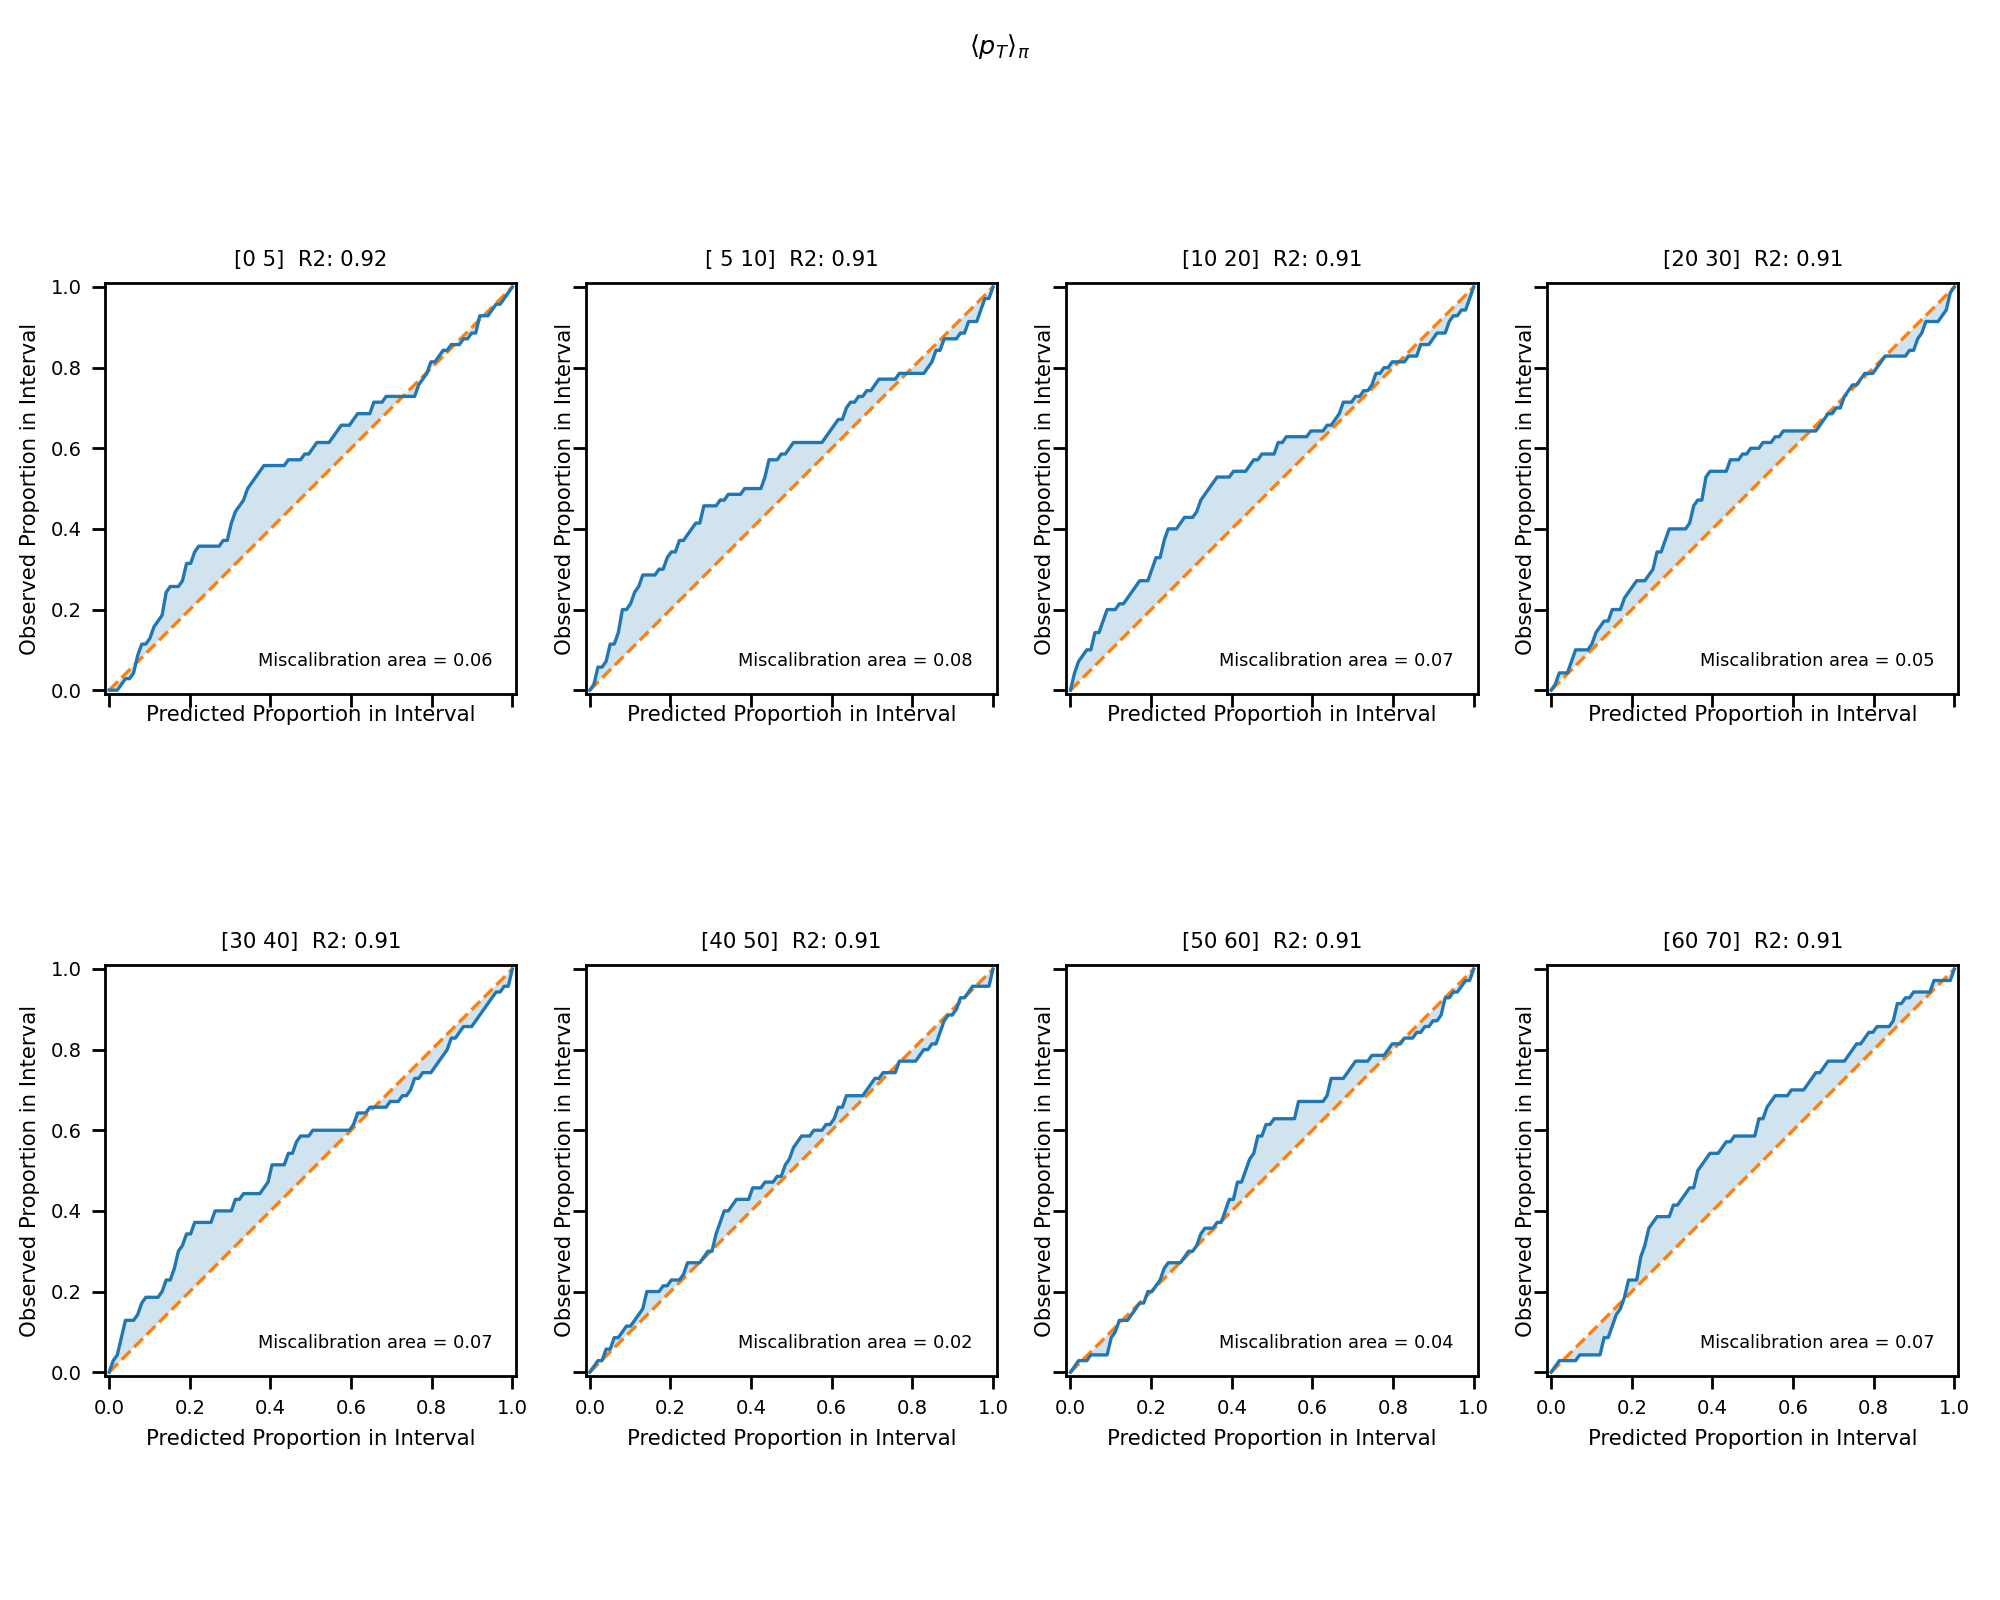 ⟨p_T⟩_π
[0 5] R2: 0.92
[ 5 10] R2: 0.91
[10 20] R2: 0.91
[20 30] R2: 0.91
Observed Proportion in Interval
1.0
0.8
0.6
0.4
0.2
0.0
Miscalibration area = 0.06
Predicted Proportion in Interval
Observed Proportion in Interval
Miscalibration area = 0.08
Predicted Proportion in Interval
Observed Proportion in Interval
Miscalibration area = 0.07
Predicted Proportion in Interval
Observed Proportion in Interval
Miscalibration area = 0.05
Predicted Proportion in Interval
[30 40] R2: 0.91
[40 50] R2: 0.91
[50 60] R2: 0.91
[60 70] R2: 0.91
Observed Proportion in Interval
1.0
0.8
0.6
0.4
0.2
0.0
Miscalibration area = 0.07
0.0 0.2 0.4 0.6 0.8 1.0
Predicted Proportion in Interval
Observed Proportion in Interval
Miscalibration area = 0.02
0.0 0.2 0.4 0.6 0.8 1.0
Predicted Proportion in Interval
Observed Proportion in Interval
Miscalibration area = 0.04
0.0 0.2 0.4 0.6 0.8 1.0
Predicted Proportion in Interval
Observed Proportion in Interval
Miscalibration area = 0.07
0.0 0.2 0.4 0.6 0.8 1.0
Predicted Proportion in Interval